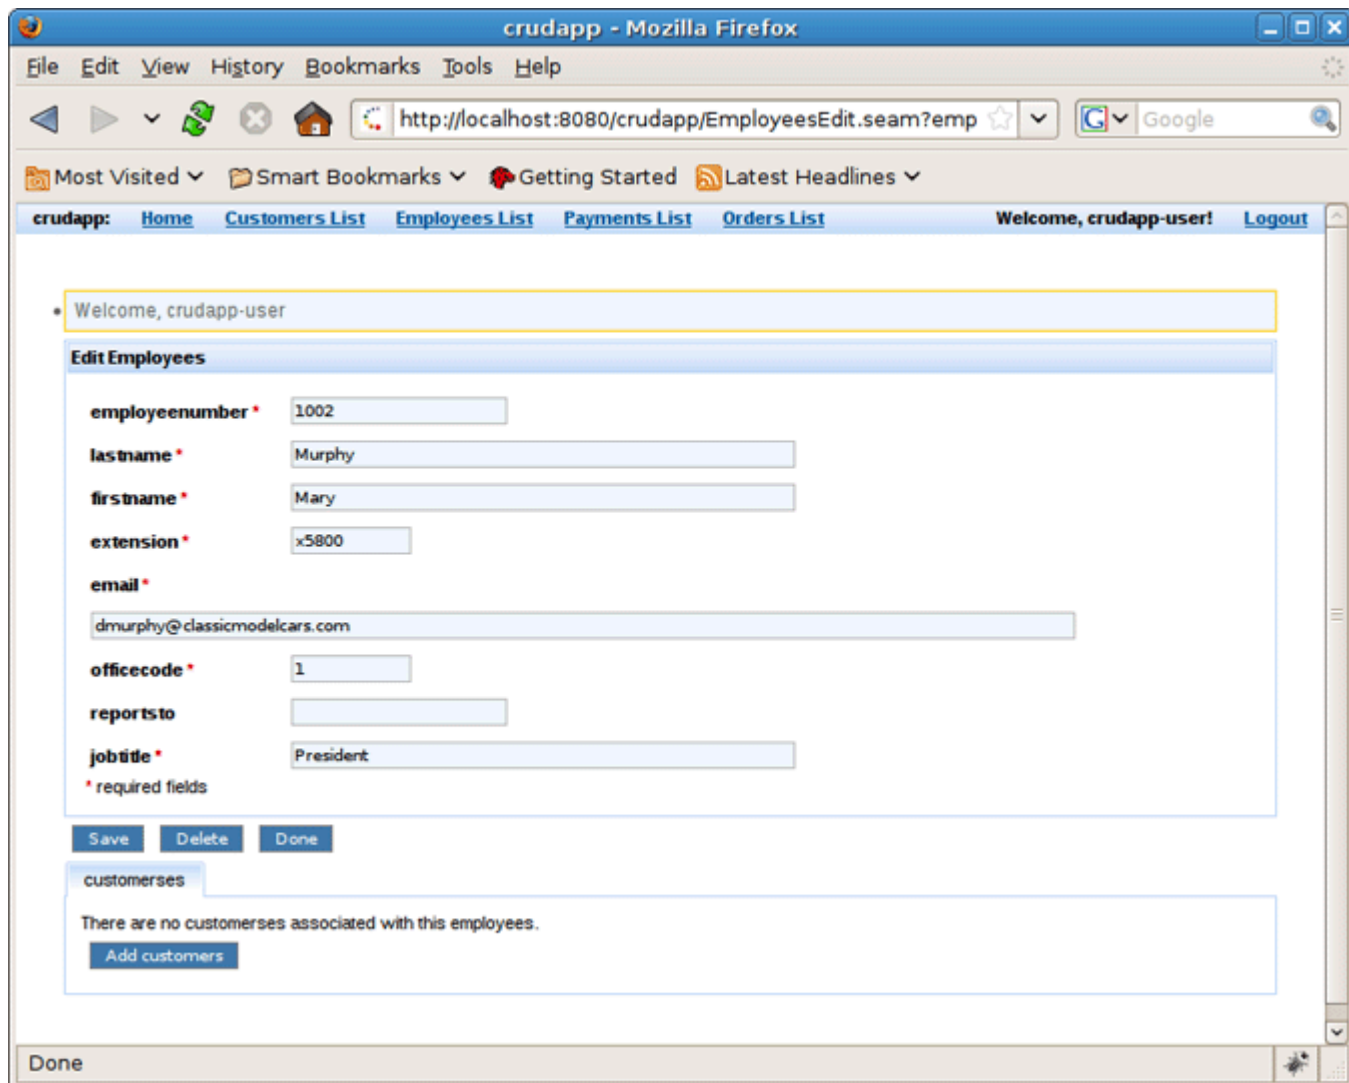 crudapp - Mozilla Firefox
File Edit View History Bookmarks Tools Help
http://localhost:8080/crudapp/EmployeesEdit.seam?emp G Google
Most Visited Smart Bookmarks Getting Started Latest Headlines
crudapp: Home Customers List Employees List Payments List Orders List Welcome, crudapp-user! Logout
• Welcome, crudapp-user
Edit Employees
employeenumber * 1002
lastname * Murphy
firstname * Mary
extension * x5800
email *
dmurphy@classicmodelcars.com
officecode * 1
reportsto
jobtitle * President
* required fields
Save Delete Done
customerses
There are no customerses associated with this employees.
Add customers
Done